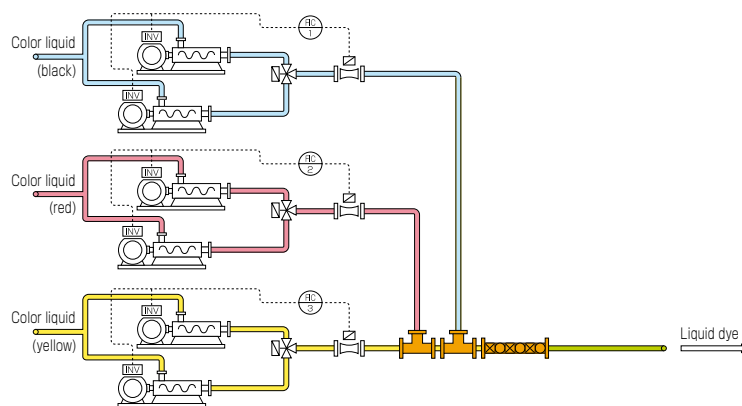 Color liquid
(black)
INV
INV
FIC
1
Color liquid
(red)
INV
INV
FIC
2
Color liquid
(yellow)
INV
INV
FIC
3
Liquid dye